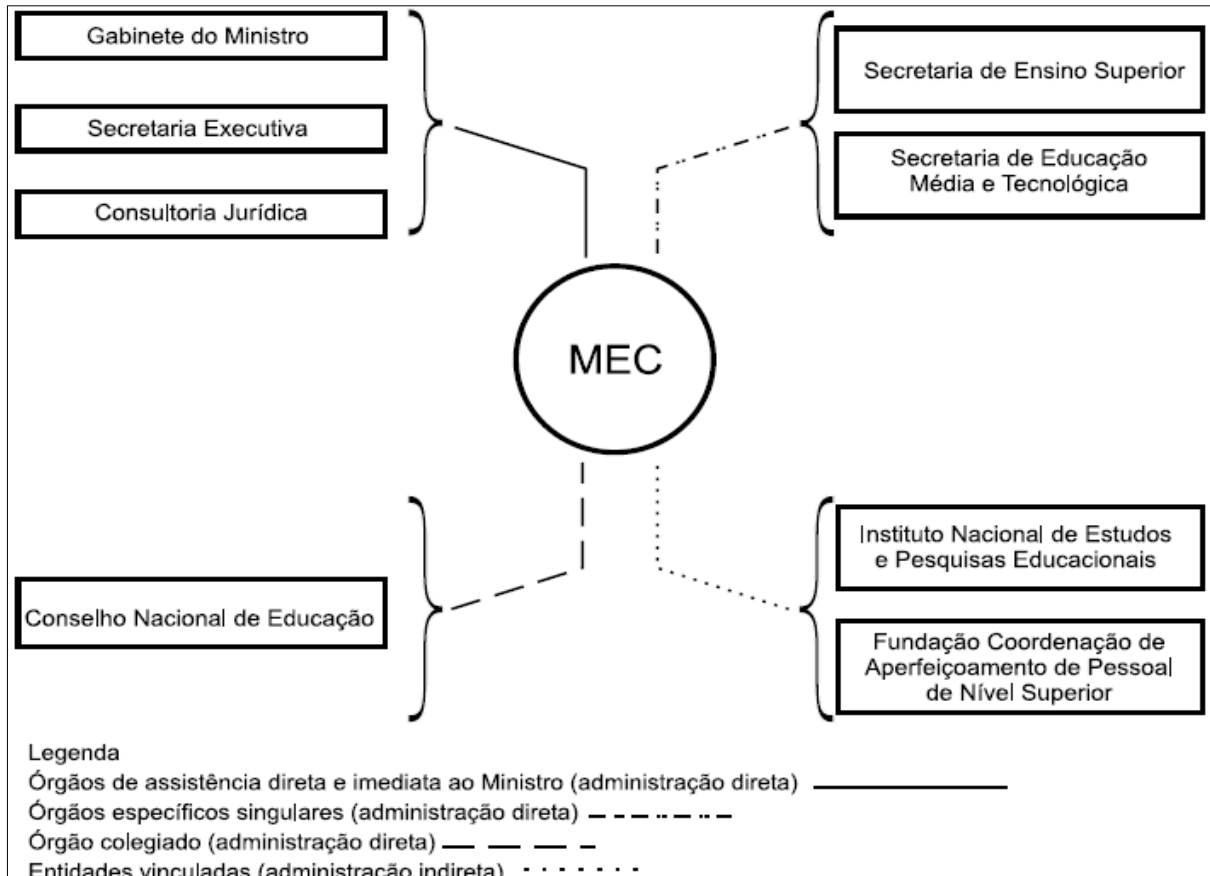 Gabinete do Ministro
Secretaria Executiva
Consultoria Jurídica
Secretaria de Ensino Superior
Secretaria de Educação
Média e Tecnológica
MEC
Conselho Nacional de Educação
Instituto Nacional de Estudos
e Pesquisas Educacionais
Fundação Coordenação de
Aperfeiçoamento de Pessoal
de Nível Superior
Legenda
Órgãos de assistência direta e imediata ao Ministro (administração direta)
Órgãos específicos singulares (administração direta)
Órgão colegiado (administração direta)
Entidades vinculadas (administração indireta)